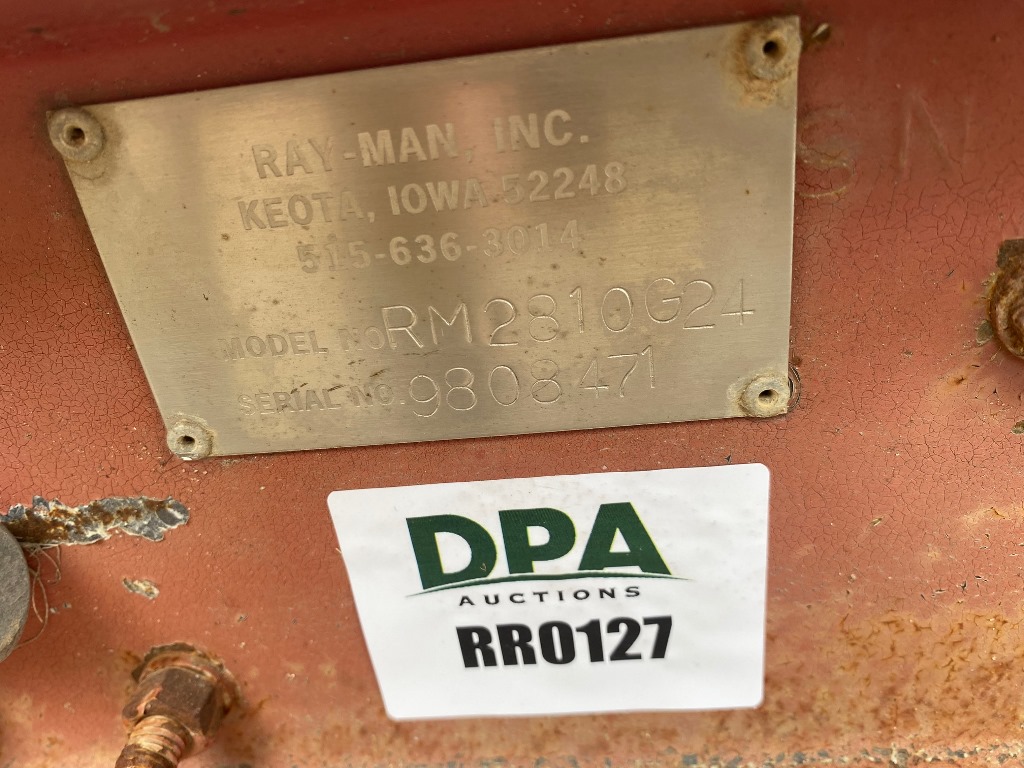 RAY-MAN, INC.
KEOTA, IOWA 52248
515-636-3014
MODEL NO. RM2810G24
SERIAL NO. 9808471
DPA
AUCTIONS
RR0127